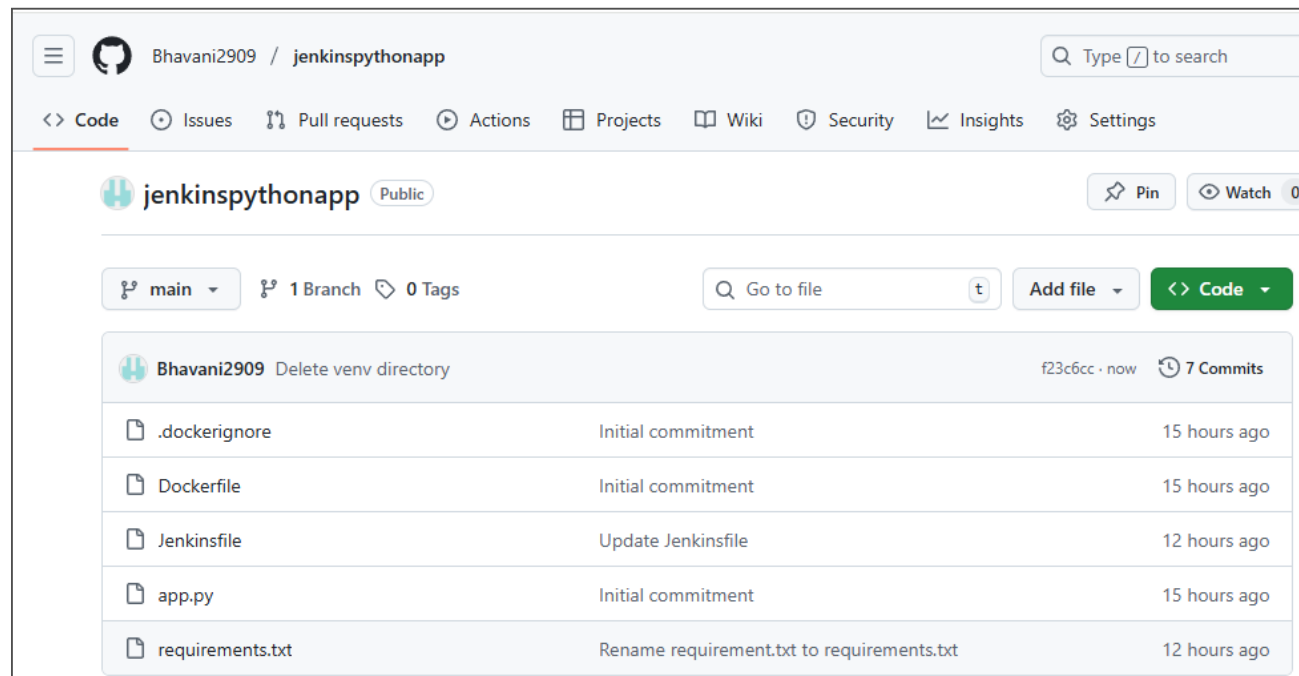 Bhavani2909 / jenkinspythonapp Type / to search
Code Issues Pull requests Actions Projects Wiki Security Insights Settings
jenkinspythonapp Public Pin Watch 0
main 1 Branch 0 Tags Go to file t Add file Code
Bhavani2909 Delete venv directory f23c6cc · now 7 Commits
.dockerignore Initial commitment 15 hours ago
Dockerfile Initial commitment 15 hours ago
Jenkinsfile Update Jenkinsfile 12 hours ago
app.py Initial commitment 15 hours ago
requirements.txt Rename requirement.txt to requirements.txt 12 hours ago